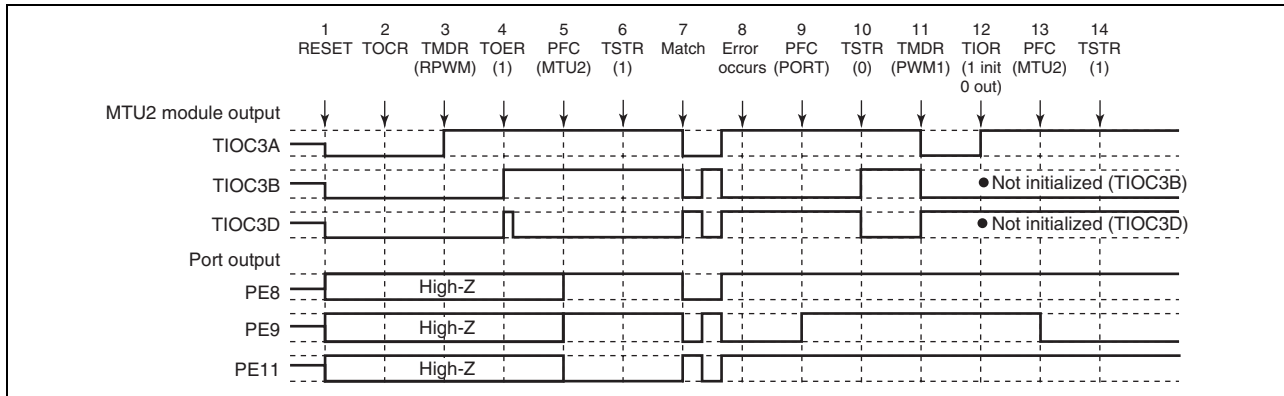 1 2 3 4 5 6 7 8 9 10 11 12 13 14
RESET TOCR TMDR TOER PFC TSTR Match Error PFC TSTR TMDR TIOR PFC TSTR
(RPWM) (1) (MTU2) (1) occurs (PORT) (0) (PWM1) (1 init (MTU2) (1)
0 out)
MTU2 module output
TIOC3A
TIOC3B • Not initialized (TIOC3B)
TIOC3D • Not initialized (TIOC3D)
Port output
PE8 High-Z
PE9 High-Z
PE11 High-Z